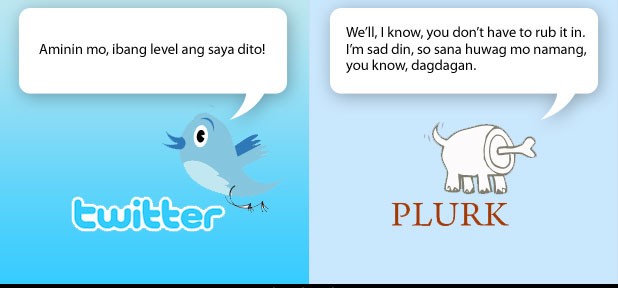 Aminin mo, ibang level ang saya dito!
twitter
We'll, I know, you don't have to rub it in.
I'm sad din, so sana huwag mo namang,
you know, dagdagan.
PLURK